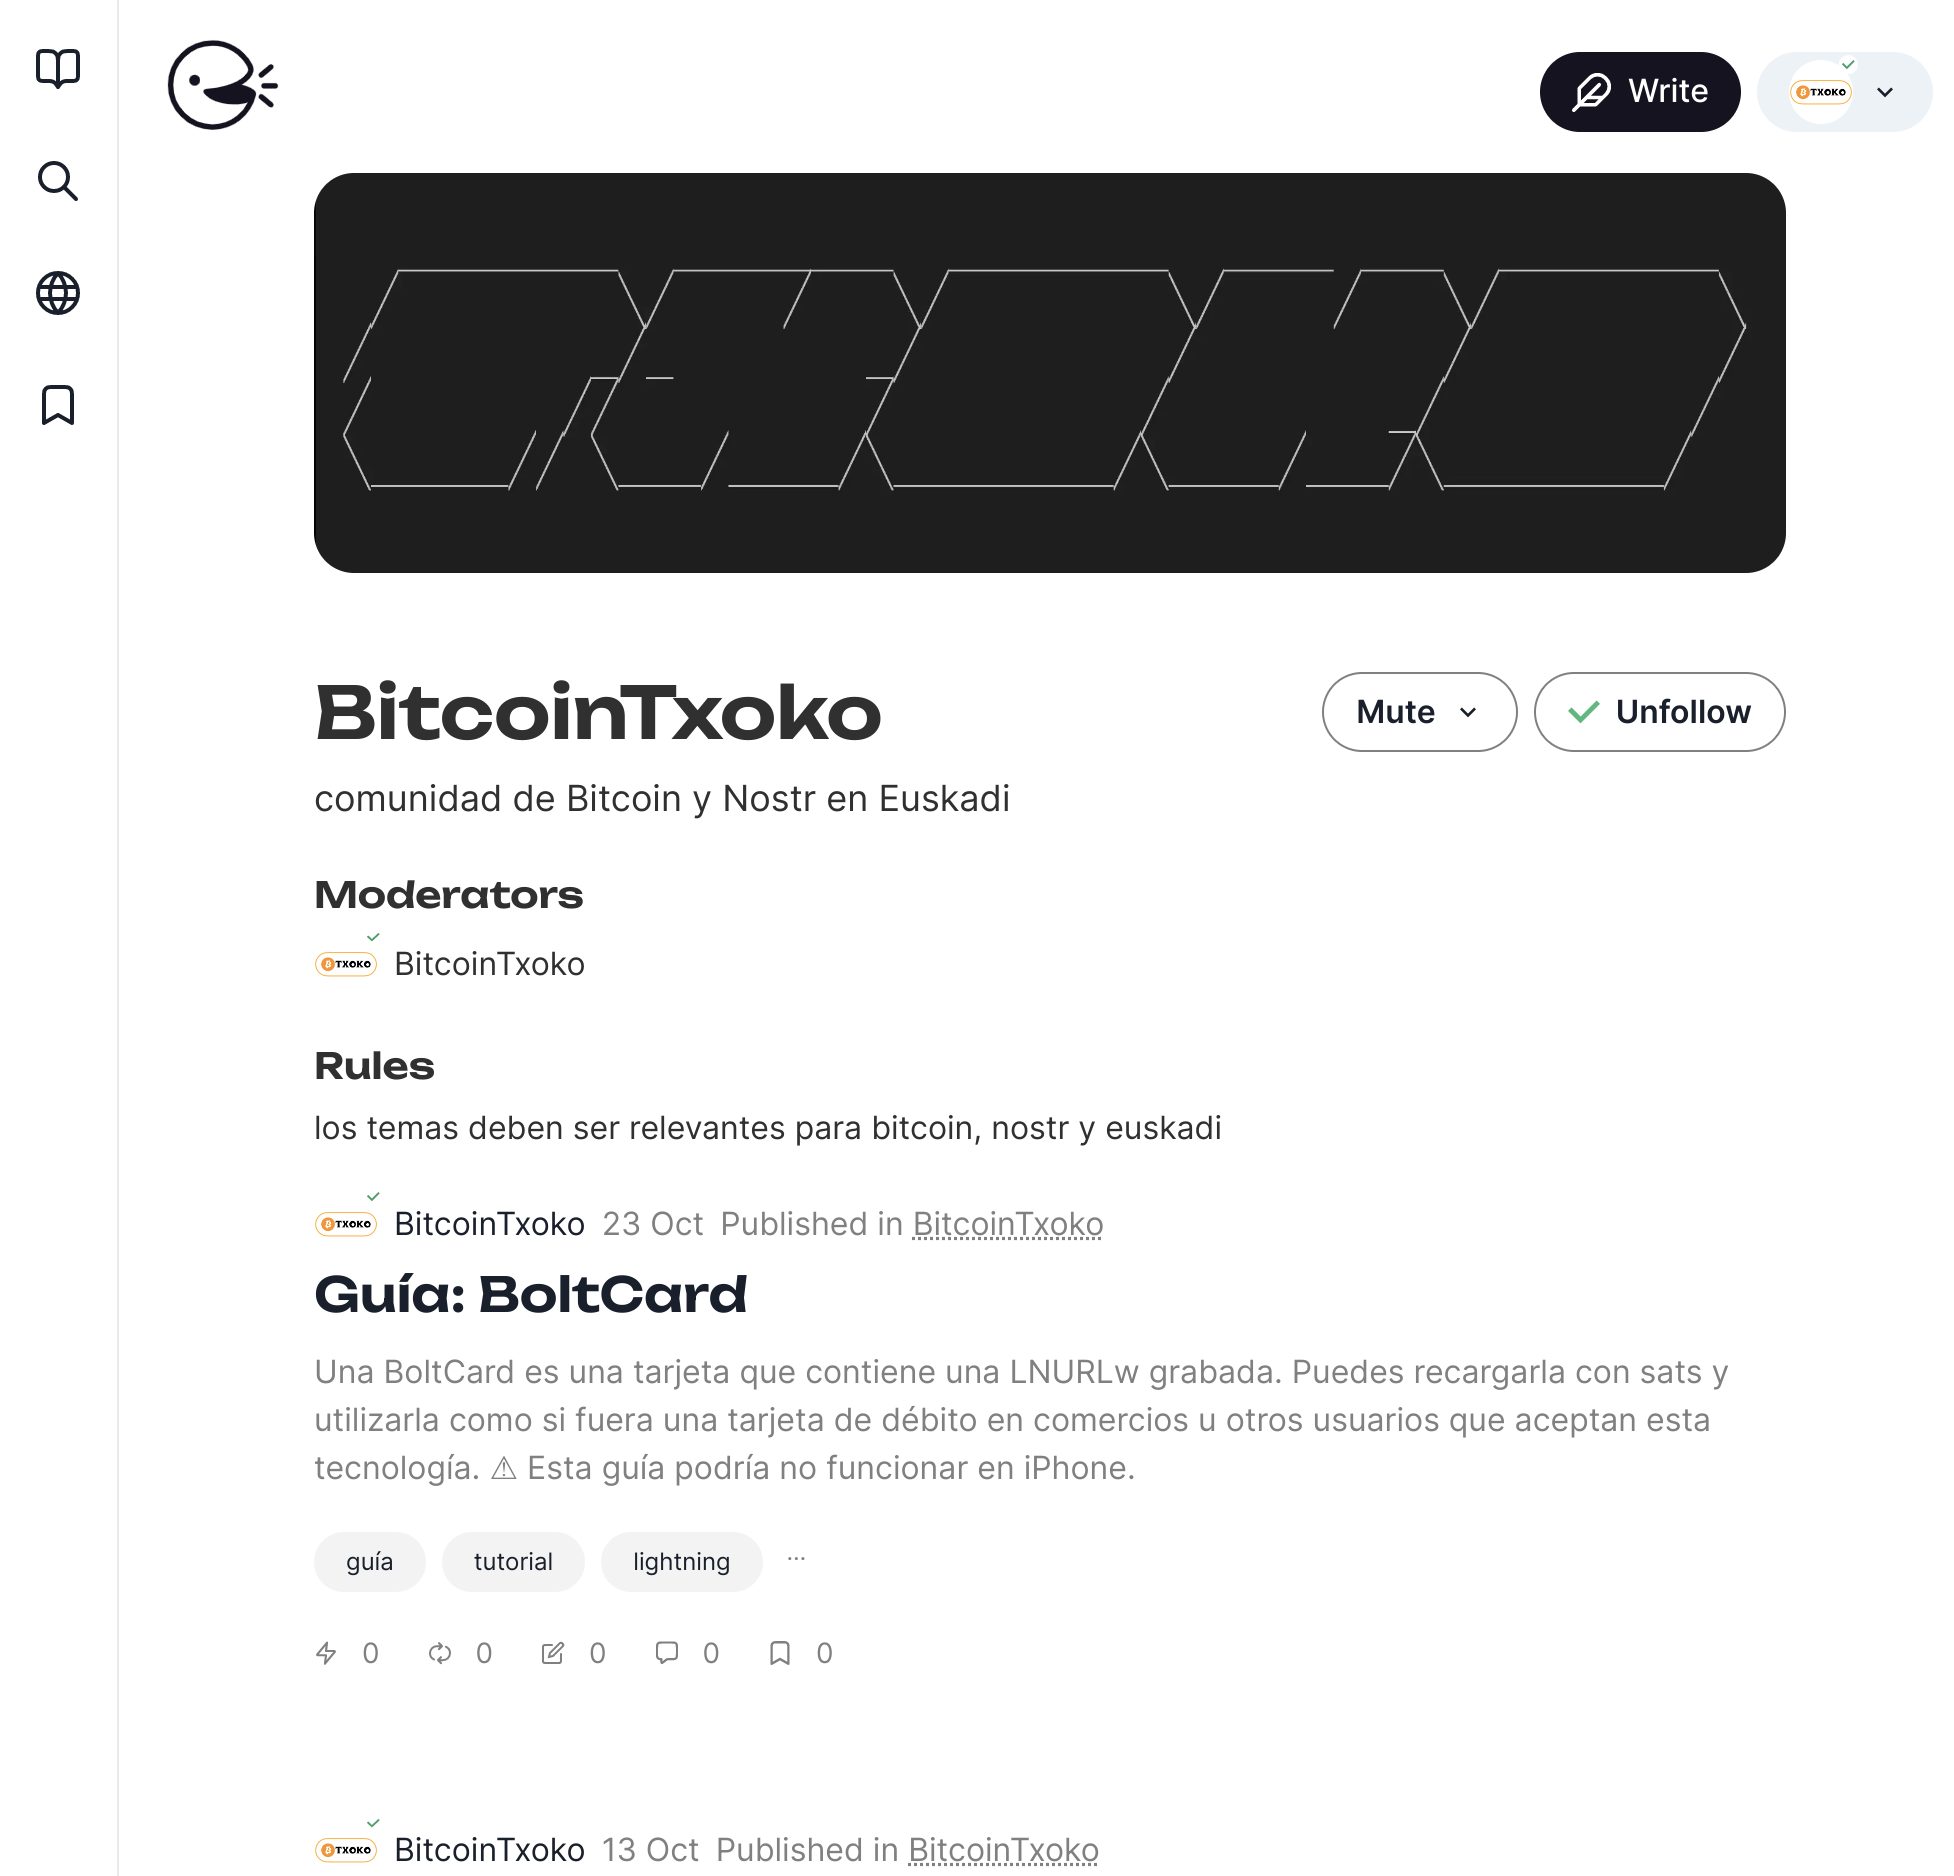 Write
TXOKO
BitcoinTxoko
Mute
Unfollow
comunidad de Bitcoin y Nostr en Euskadi
Moderators
TXOKO BitcoinTxoko
Rules
los temas deben ser relevantes para bitcoin, nostr y euskadi
TXOKO BitcoinTxoko 23 Oct Published in BitcoinTxoko
Guía: BoltCard
Una BoltCard es una tarjeta que contiene una LNURLw grabada. Puedes recargarla con sats y
utilizarla como si fuera una tarjeta de débito en comercios u otros usuarios que aceptan esta
tecnología. ⚠ Esta guía podría no funcionar en iPhone.
guía tutorial lightning ...
0 0 0 0 0
TXOKO BitcoinTxoko 13 Oct Published in BitcoinTxoko